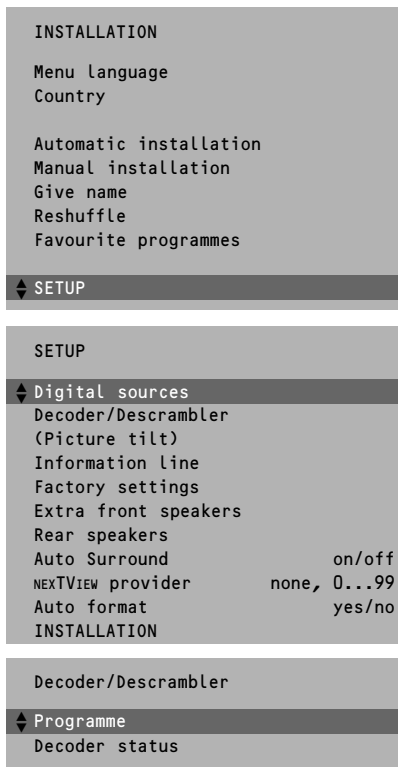 INSTALLATION
Menu language
Country
Automatic installation
Manual installation
Give name
Reshuffle
Favourite programmes
SETUP
SETUP
Digital sources
Decoder/Descrambler
(Picture tilt)
Information line
Factory settings
Extra front speakers
Rear speakers
Auto Surround on/off
NEXTVIEW provider none, 0...99
Auto format yes/no
INSTALLATION
Decoder/Descrambler
Programme
Decoder status